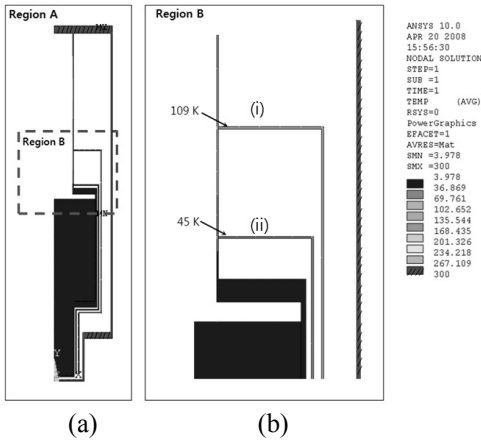 Region A
MX
Region B
MN
Y
X
Region B
109 K
(i)
45 K
(ii)
ANSYS 10.0
APR 20 2008
15:56:30
NODAL SOLUTION
STEP=1
SUB =1
TIME=1
TEMP (AVG)
RSYS=0
PowerGraphics
EFACET=1
AVRES=Mat
SMN =3.978
SMX =300
3.978
36.869
69.761
102.652
135.544
168.435
201.326
234.218
267.109
300
(a)
(b)